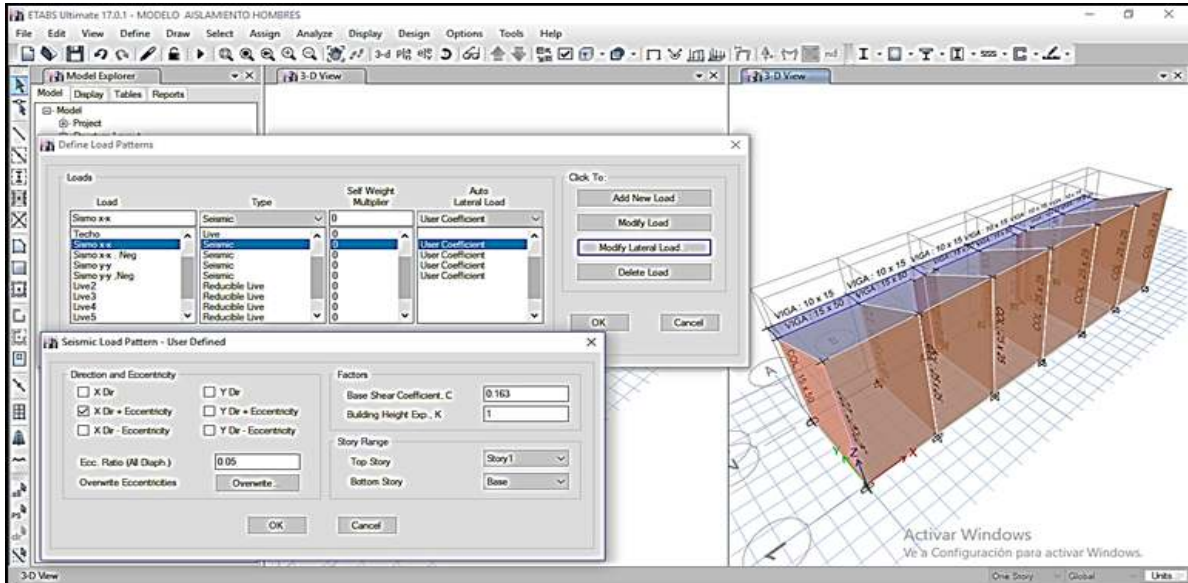 ETABS Ultimate 17.0.1 - MODELO AISLAMIENTO HOMBRES
File Edit View Define Draw Select Assign Analyze Display Design Options Tools Help
Model Explorer
3-D View
3-D View
Model Display Tables Reports
Model
Project
Define Load Patterns
Loads
Click To:
Load
Type
Self Weight
Multiplier
Auto
Lateral Load
Sismo x-x Seismic 0 User Coefficient
Techo Live 0
Sismo x-x Seismic 0 User Coefficient
Sismo x-x .Neg Seismic 0 User Coefficient
Sismo y-y Seismic 0 User Coefficient
Sismo y-y .Neg Seismic 0 User Coefficient
Live2 Reducible Live 0
Live3 Reducible Live 0
Live4 Reducible Live 0
Live5 Reducible Live 0
Add New Load
Modify Load
Modify Lateral Load
Delete Load
OK Cancel
Seismic Load Pattern - User Defined
Direction and Eccentricity
X Dir Y Dir
X Dir + Eccentricity Y Dir + Eccentricity
X Dir - Eccentricity Y Dir - Eccentricity
Ecc. Ratio (All Diaph.) 0.05
Overwrite Eccentricities Overwrite...
Factors
Base Shear Coefficient, C 0.163
Building Height Exp., K 1
Story Range
Top Story Story1
Bottom Story Base
OK Cancel
VIGA : 10 x 15 VIGA : 10 x 15
VIGA : 15 x 50
COL : 15 x 50
COL : 25 x 25
A
X
Y
Z
1
Activar Windows
Ve a Configuración para activar Windows.
3-D View
One Story Global Units